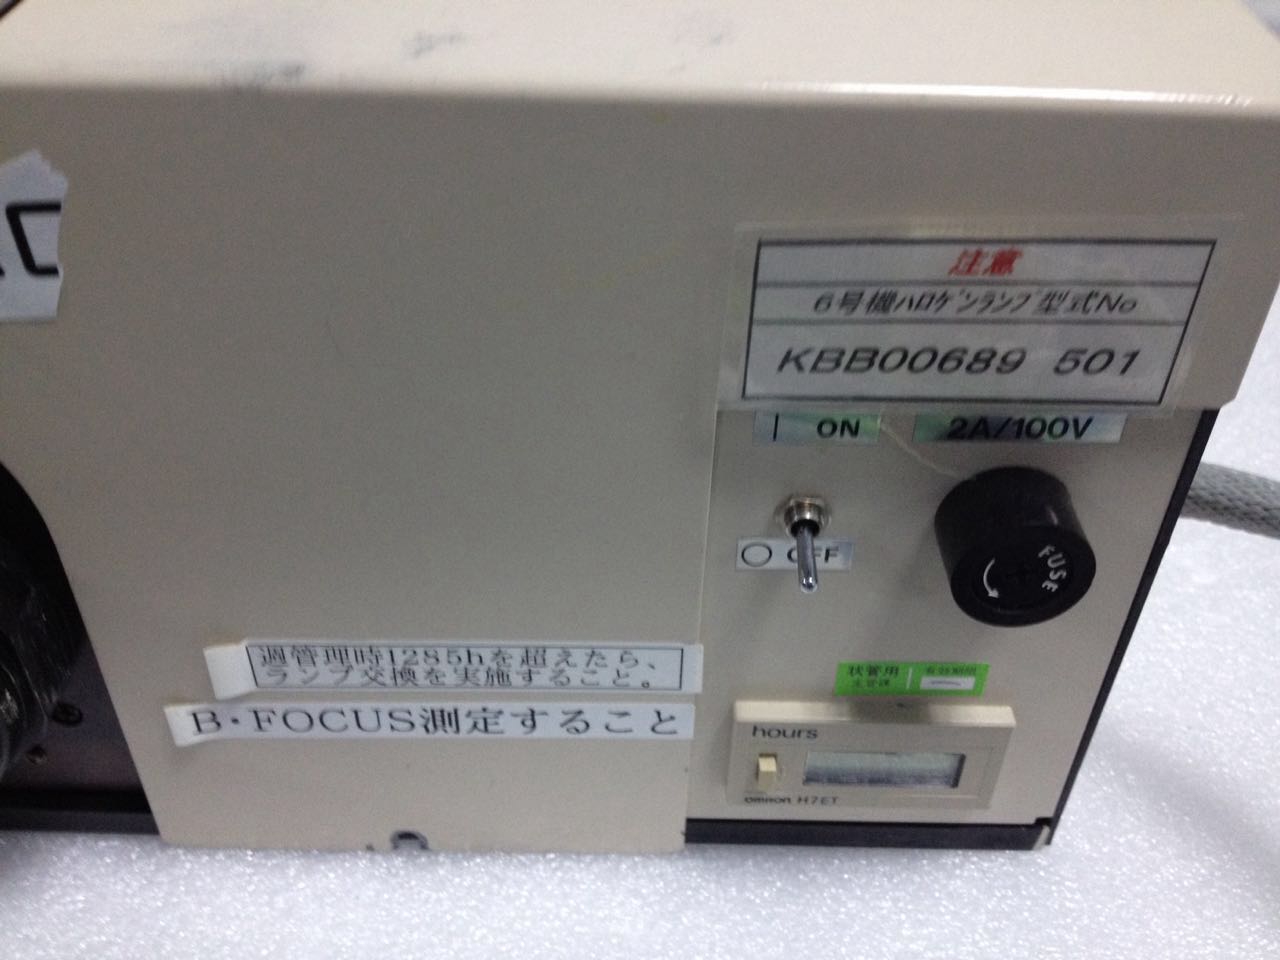 注意
6号機ハロゲンランプ型式No
KBB00689 501
| ON
2A/100V
○ OFF
FUSE
週管理時1285hを超えたら、
ランプ交換を実施すること。
B・FOCUS測定すること
状管用
hours
omron H7ET